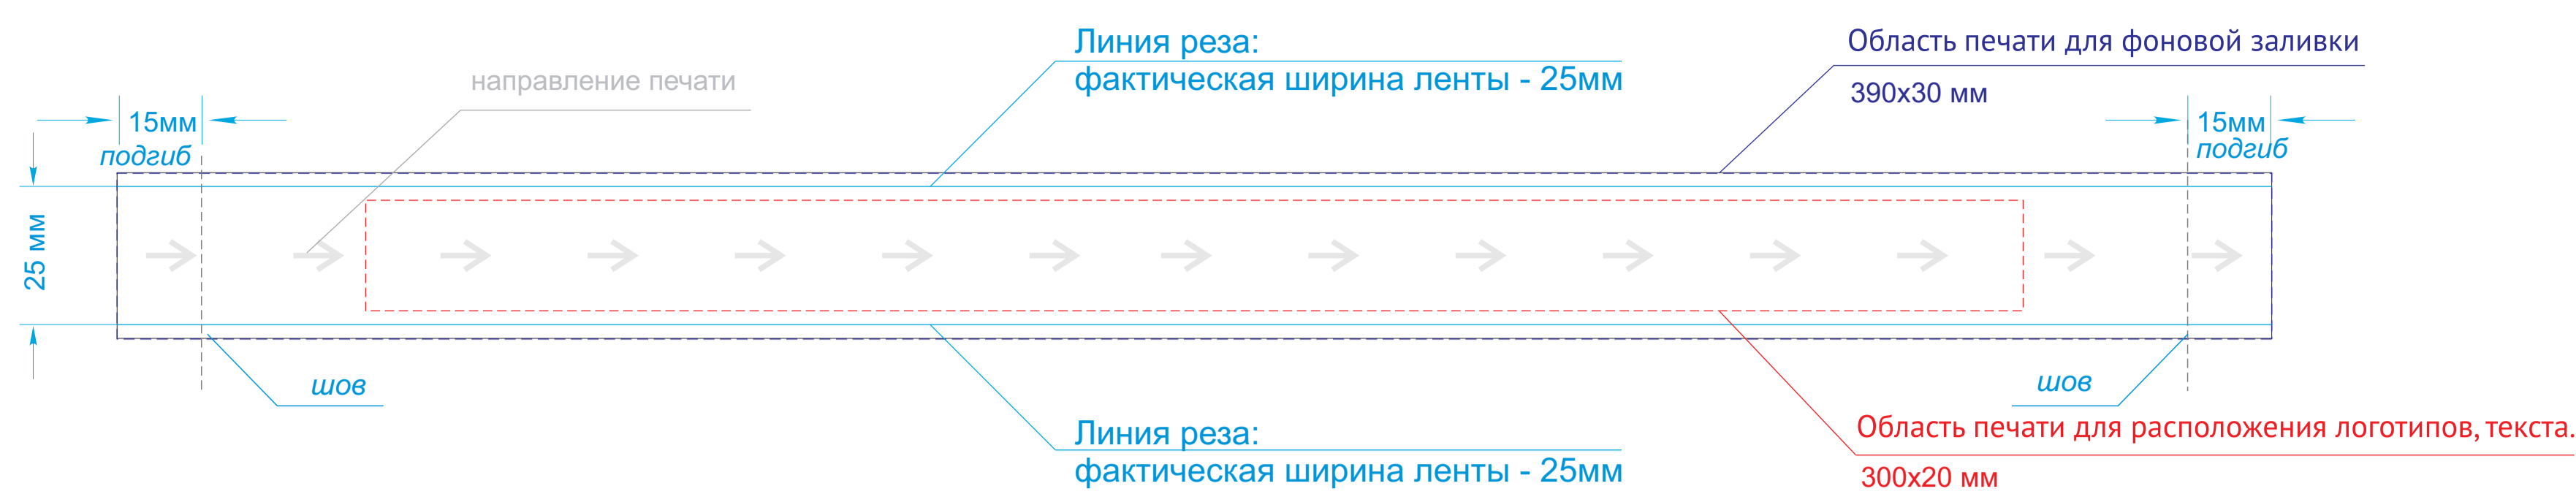 Линия реза:
фактическая ширина ленты - 25мм
Область печати для фоновой заливки
390х30 мм
направление печати
15мм
подгиб
15мм
подгиб
25 мм
шов
шов
Линия реза:
фактическая ширина ленты - 25мм
Область печати для расположения логотипов, текста.
300х20 мм